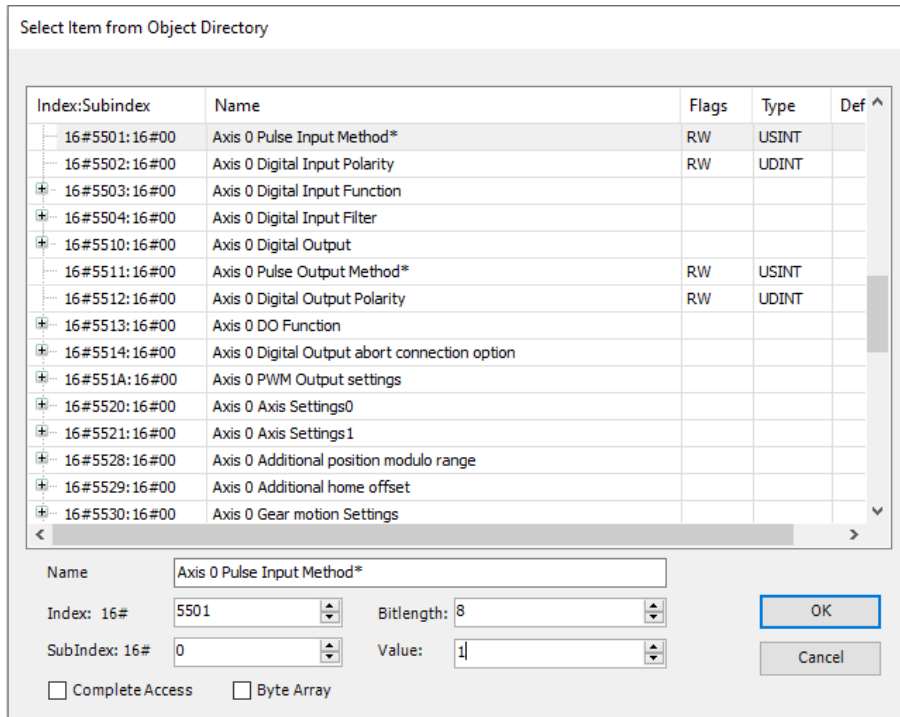 Select Item from Object Directory
Index:Subindex Name Flags Type Def
16#5501:16#00 Axis 0 Pulse Input Method* RW USINT
16#5502:16#00 Axis 0 Digital Input Polarity RW UDINT
16#5503:16#00 Axis 0 Digital Input Function
16#5504:16#00 Axis 0 Digital Input Filter
16#5510:16#00 Axis 0 Digital Output
16#5511:16#00 Axis 0 Pulse Output Method* RW USINT
16#5512:16#00 Axis 0 Digital Output Polarity RW UDINT
16#5513:16#00 Axis 0 DO Function
16#5514:16#00 Axis 0 Digital Output abort connection option
16#551A:16#00 Axis 0 PWM Output settings
16#5520:16#00 Axis 0 Axis Settings0
16#5521:16#00 Axis 0 Axis Settings1
16#5528:16#00 Axis 0 Additional position modulo range
16#5529:16#00 Axis 0 Additional home offset
16#5530:16#00 Axis 0 Gear motion Settings
Name Axis 0 Pulse Input Method*
Index: 16# 5501 Bitlength: 8 OK
SubIndex: 16# 0 Value: 1 Cancel
Complete Access Byte Array